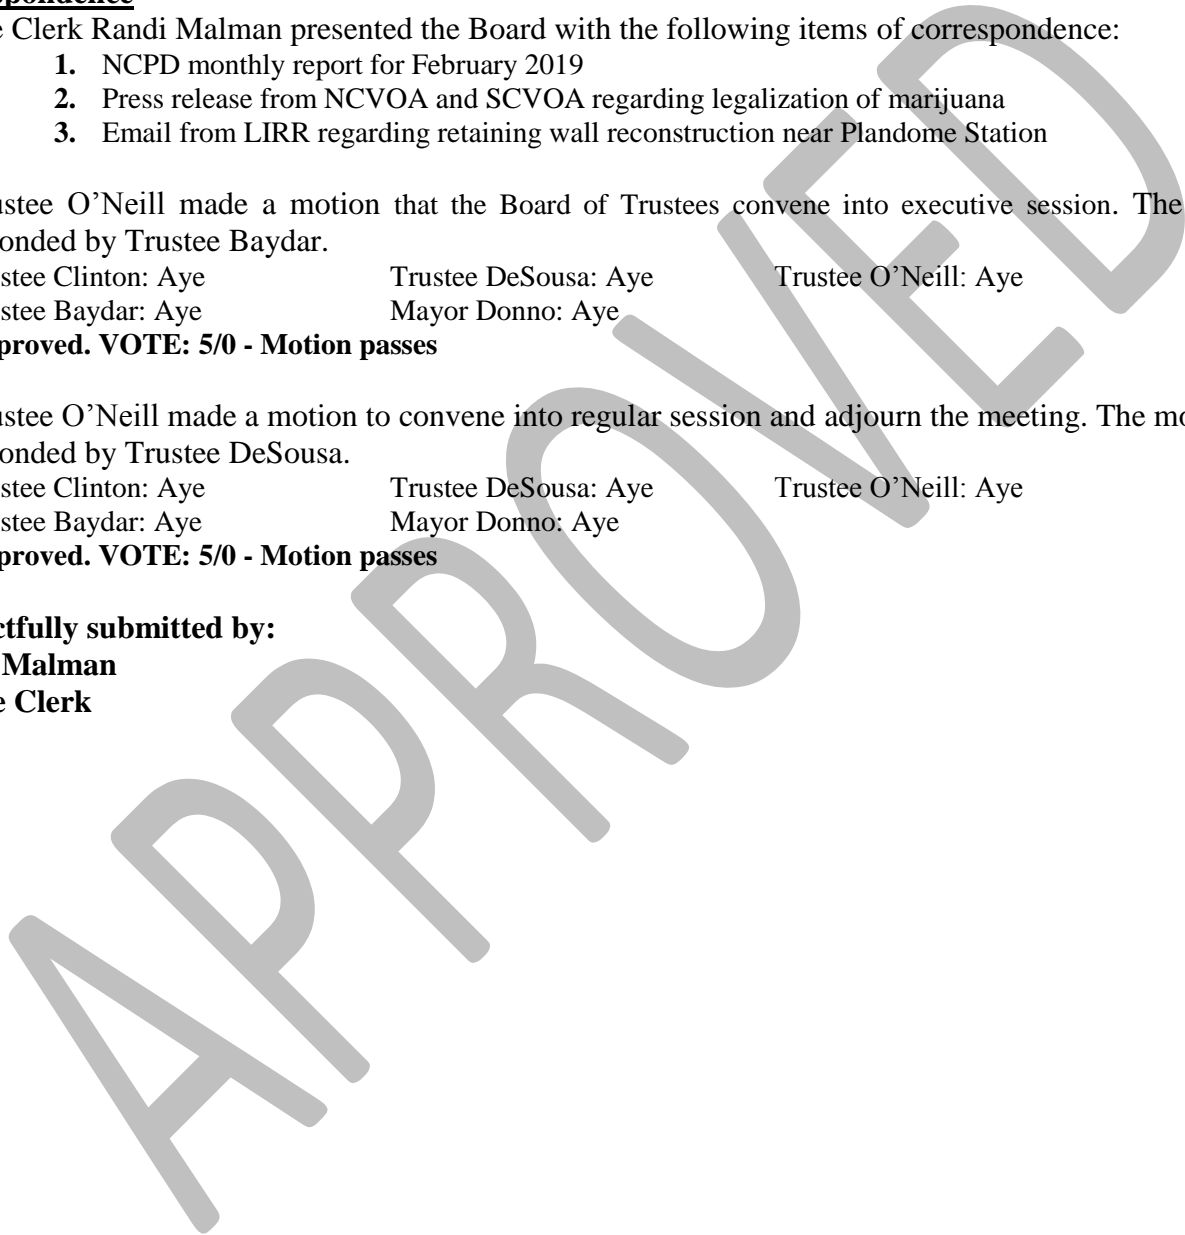 spondence
e Clerk Randi Malman presented the Board with the following items of correspondence:
1. NCPD monthly report for February 2019
2. Press release from NCVOA and SCVOA regarding legalization of marijuana
3. Email from LIRR regarding retaining wall reconstruction near Plandome Station
ustee O’Neill made a motion that the Board of Trustees convene into executive session. The
onded by Trustee Baydar.
stee Clinton: Aye Trustee DeSousa: Aye Trustee O’Neill: Aye
stee Baydar: Aye Mayor Donno: Aye
proved. VOTE: 5/0 - Motion passes
ustee O’Neill made a motion to convene into regular session and adjourn the meeting. The mo
onded by Trustee DeSousa.
stee Clinton: Aye Trustee DeSousa: Aye Trustee O’Neill: Aye
stee Baydar: Aye Mayor Donno: Aye
proved. VOTE: 5/0 - Motion passes
ctfully submitted by:
Malman
e Clerk
APPROVED